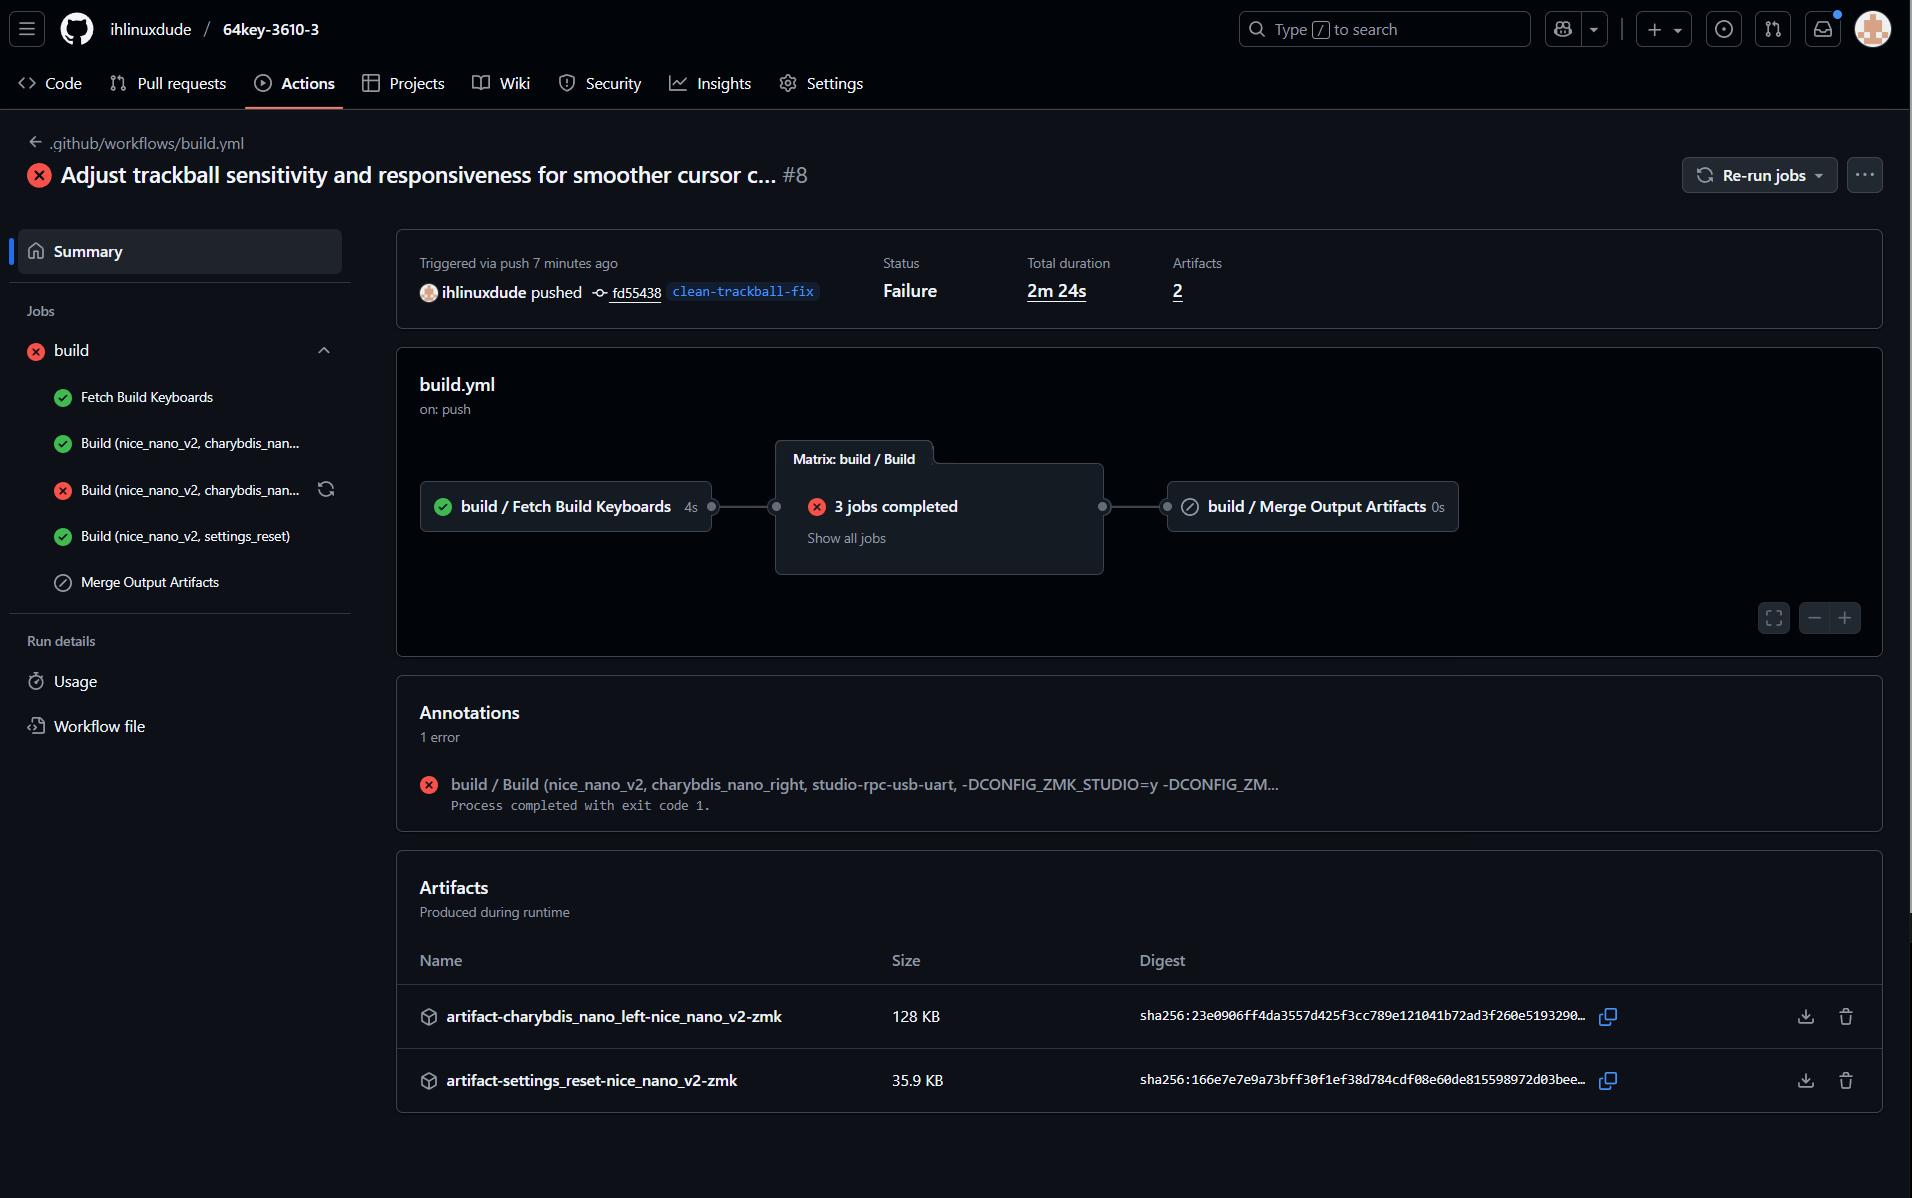 ihlinuxdude / 64key-3610-3
Type / to search
Code Pull requests Actions Projects Wiki Security Insights Settings
.github/workflows/build.yml
Adjust trackball sensitivity and responsiveness for smoother cursor c... #8
Re-run jobs
Summary
Jobs
build
Fetch Build Keyboards
Build (nice_nano_v2, charybdis_nan...
Build (nice_nano_v2, charybdis_nan...
Build (nice_nano_v2, settings_reset)
Merge Output Artifacts
Run details
Usage
Workflow file
Triggered via push 7 minutes ago
ihlinuxdude pushed fd55438 clean-trackball-fix
Status
Failure
Total duration
2m 24s
Artifacts
2
build.yml
on: push
build / Fetch Build Keyboards 4s
Matrix: build / Build
3 jobs completed
Show all jobs
build / Merge Output Artifacts 0s
Annotations
1 error
build / Build (nice_nano_v2, charybdis_nano_right, studio-rpc-usb-uart, -DCONFIG_ZMK_STUDIO=y -DCONFIG_ZM...
Process completed with exit code 1.
Artifacts
Produced during runtime
Name Size Digest
artifact-charybdis_nano_left-nice_nano_v2-zmk 128 KB sha256:23e0906ff4da3557d425f3cc789e121041b72ad3f260e5193290...
artifact-settings_reset-nice_nano_v2-zmk 35.9 KB sha256:166e7e7e9a73bff30f1ef38d784cdf08e60de815598972d03bee...